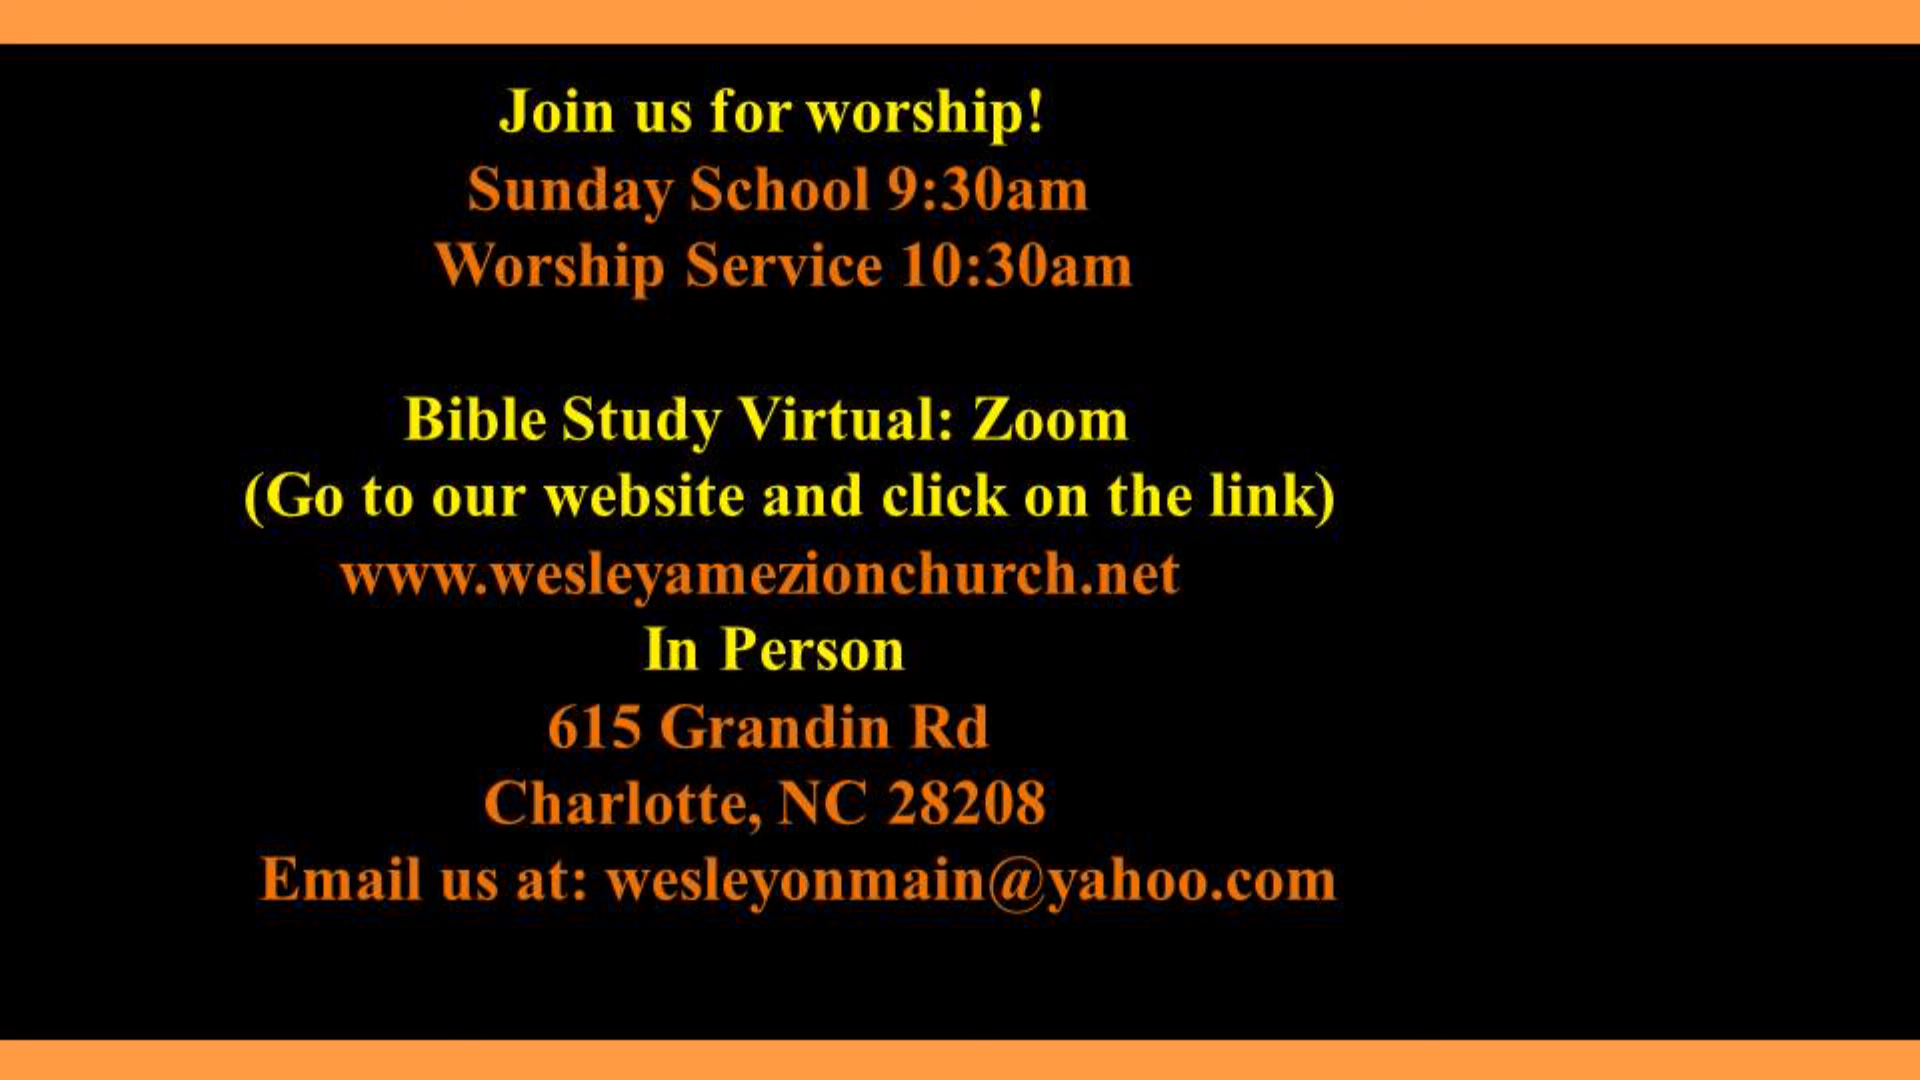 Join us for worship!
Sunday School 9:30am
Worship Service 10:30am
Bible Study Virtual: Zoom
(Go to our website and click on the link)
www.wesleyamezionchurch.net
In Person
615 Grandin Rd
Charlotte, NC 28208
Email us at: wesleyonmain@yahoo.com